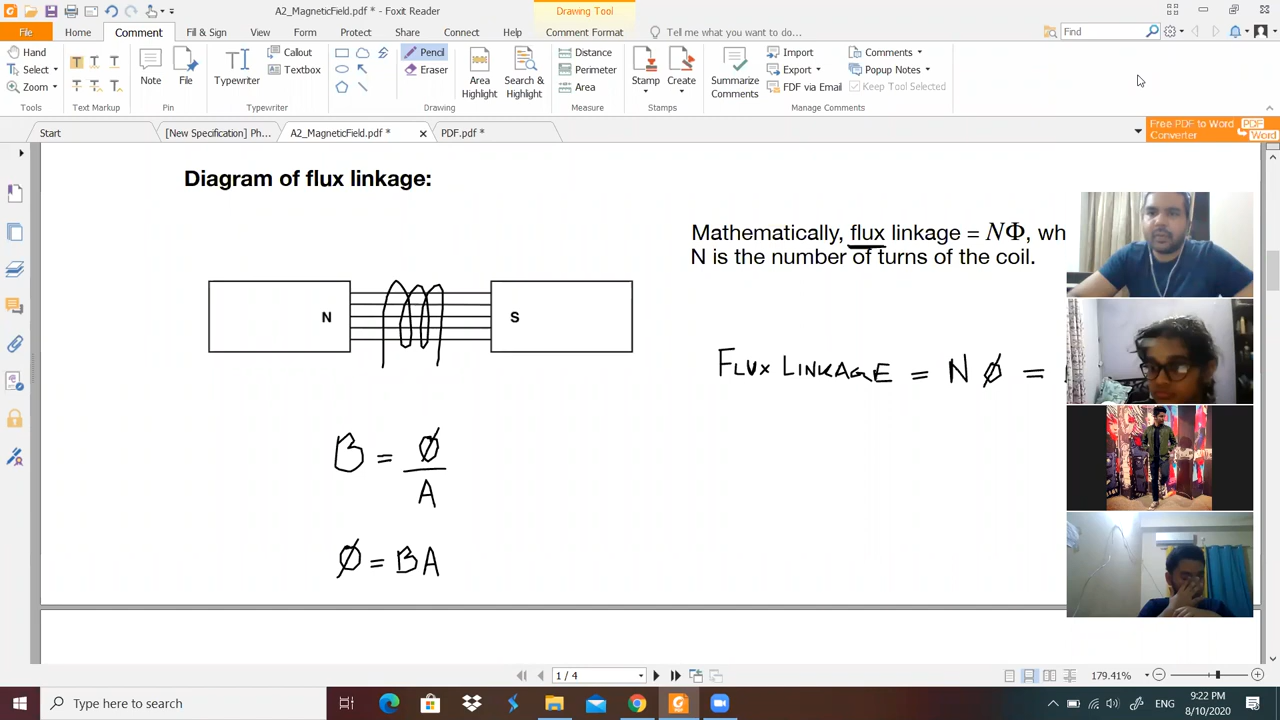 A2_MagneticField.pdf * - Foxit Reader
Drawing Tool
File
Home
Comment
Fill & Sign
View
Form
Protect
Share
Connect
Help
Comment Format
Tell me what you want to do...
Find
Hand
Select
Zoom
Tools
Text Markup
Note
File
Pin
Typewriter
Callout
Textbox
Typewriter
Pencil
Eraser
Drawing
Area Highlight
Search & Highlight
Distance
Perimeter
Area
Measure
Stamp
Create
Stamps
Summarize Comments
Import
Export
FDF via Email
Comments
Popup Notes
Keep Tool Selected
Manage Comments
Start
[New Specification] Ph...
A2_MagneticField.pdf *
PDF.pdf *
Free PDF to Word Converter
PDF
Word
Diagram of flux linkage:
Mathematically, flux linkage = NΦ, wh
N is the number of turns of the coil.
N
S
FLUX LINKAGE = N Ø =
B = Ø / A
Ø = BA
1 / 4
179.41%
Type here to search
ENG
9:22 PM
8/10/2020